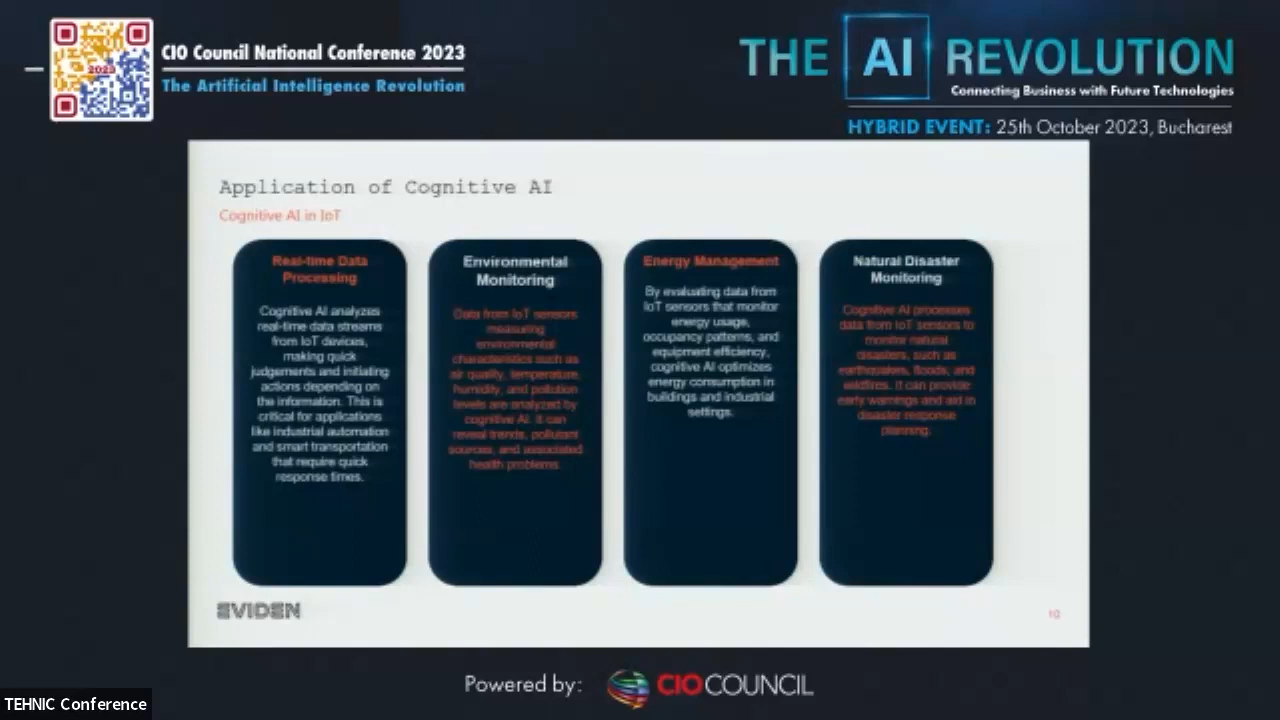 CIO Council National Conference 2023
The Artificial Intelligence Revolution
2023
THE AI REVOLUTION
Connecting Business with Future Technologies
HYBRID EVENT: 25th October 2023, Bucharest
Application of Cognitive AI
Cognitive AI in IoT
Real-time Data
Processing
Cognitive AI analyzes
real-time data streams
from IoT devices,
making quick
judgements and initiating
actions depending on
the information. This is
critical for applications
like industrial automation
and smart transportation
that require quick
response times.
Environmental
Monitoring
Data from IoT sensors
measuring
environmental
characteristics such as
air quality, temperature,
humidity, and pollution
levels are analyzed by
cognitive AI. It can
reveal trends, pollutant
sources, and associated
health problems.
Energy Management
By evaluating data from
IoT sensors that monitor
energy usage,
occupancy patterns, and
equipment efficiency,
cognitive AI optimizes
energy consumption in
buildings and industrial
settings.
Natural Disaster
Monitoring
Cognitive AI processes
data from IoT sensors to
monitor natural
disasters, such as
earthquakes, floods, and
wildfires. It can provide
early warnings and aid in
disaster response
planning.
EVIDEN
10
Powered by: CIO COUNCIL
TEHNIC Conference